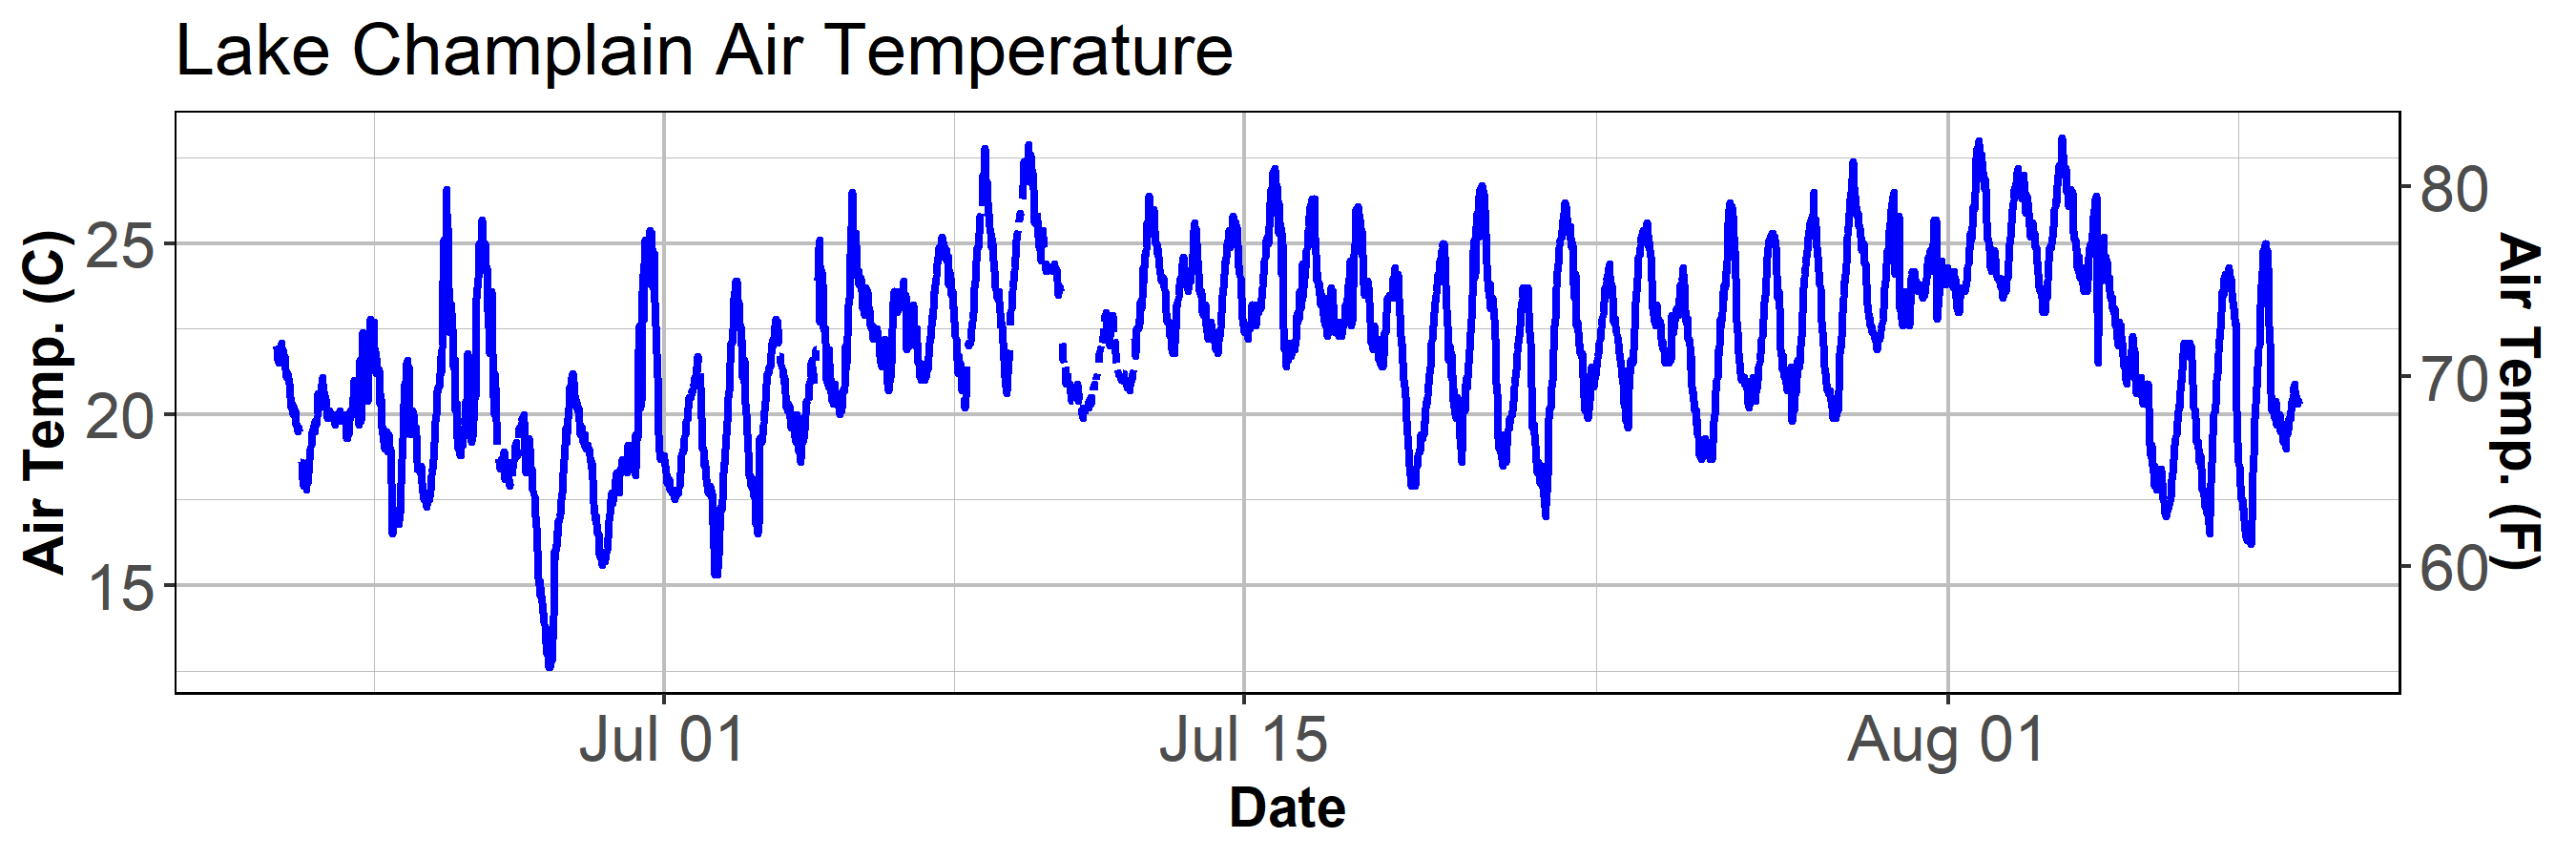 Lake Champlain Air Temperature
Air Temp. (C)
25
20
15
80
70
60
Air Temp. (F)
Jul 01
Jul 15
Aug 01
Date